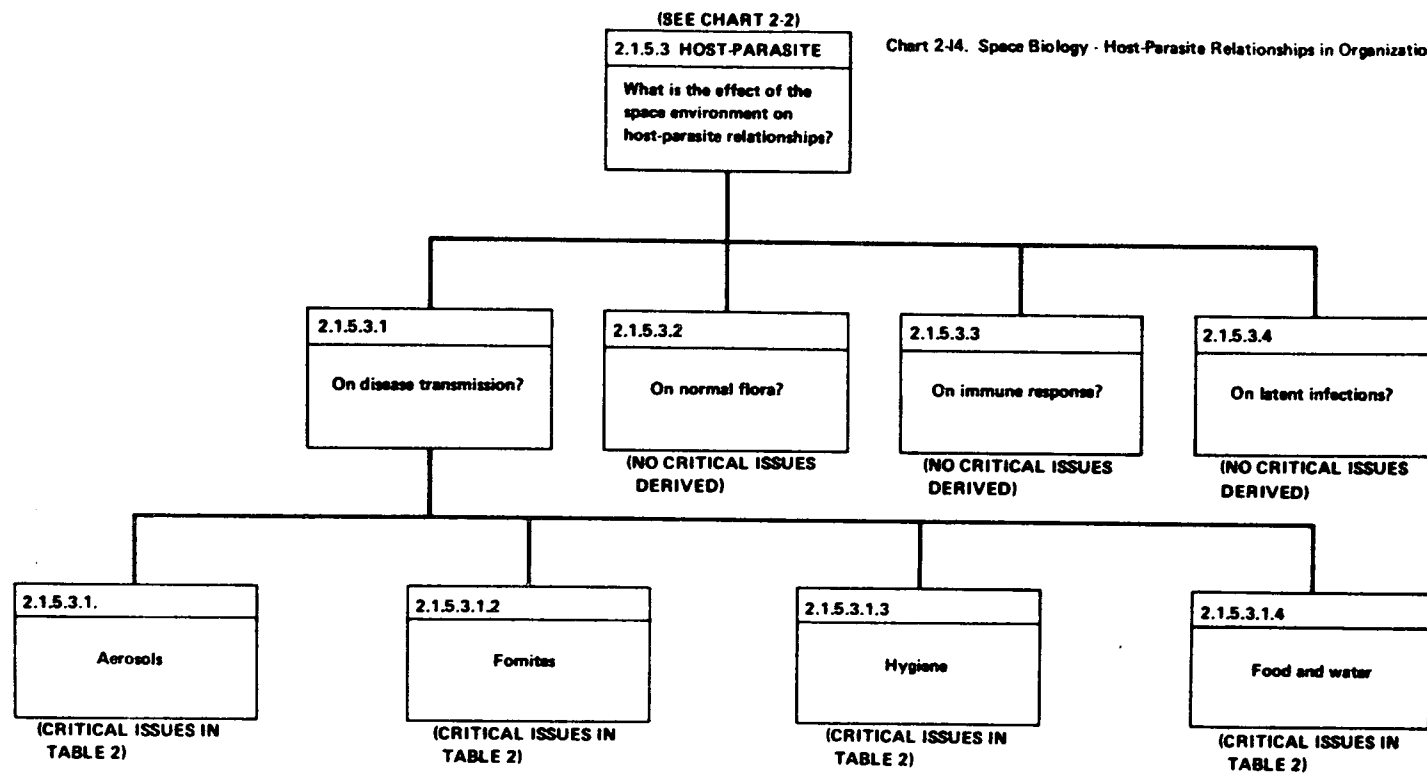 (SEE CHART 2-2)
2.1.5.3 HOST-PARASITE
Chart 2-14. Space Biology - Host-Parasite Relationships in Organizatio
What is the effect of the
space environment on
host-parasite relationships?
2.1.5.3.1
2.1.5.3.2
2.1.5.3.3
2.1.5.3.4
On disease transmission?
On normal flora?
On immune response?
On latent infections?
(NO CRITICAL ISSUES
DERIVED)
(NO CRITICAL ISSUES
DERIVED)
(NO CRITICAL ISSUES
DERIVED)
2.1.5.3.1.
2.1.5.3.1.2
2.1.5.3.1.3
2.1.5.3.1.4
Aerosols
Fomites
Hygiene
Food and water
(CRITICAL ISSUES IN
TABLE 2)
(CRITICAL ISSUES IN
TABLE 2)
(CRITICAL ISSUES IN
TABLE 2)
(CRITICAL ISSUES IN
TABLE 2)